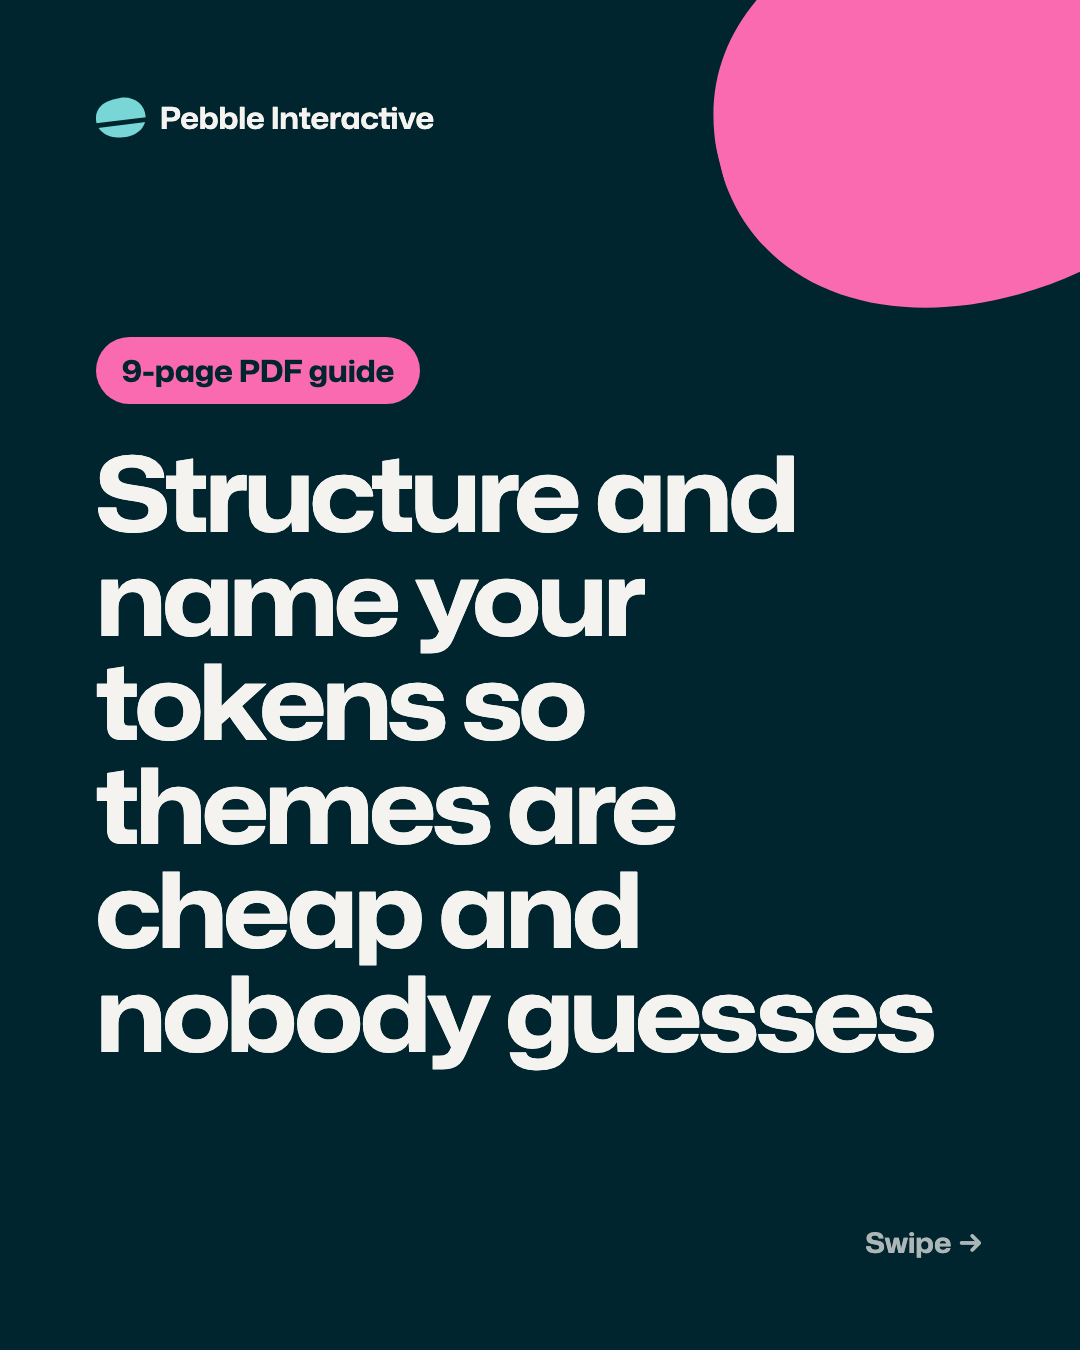 Pebble Interactive
9-page PDF guide
Structure and
name your
tokens so
themes are
cheap and
nobody guesses
Swipe →